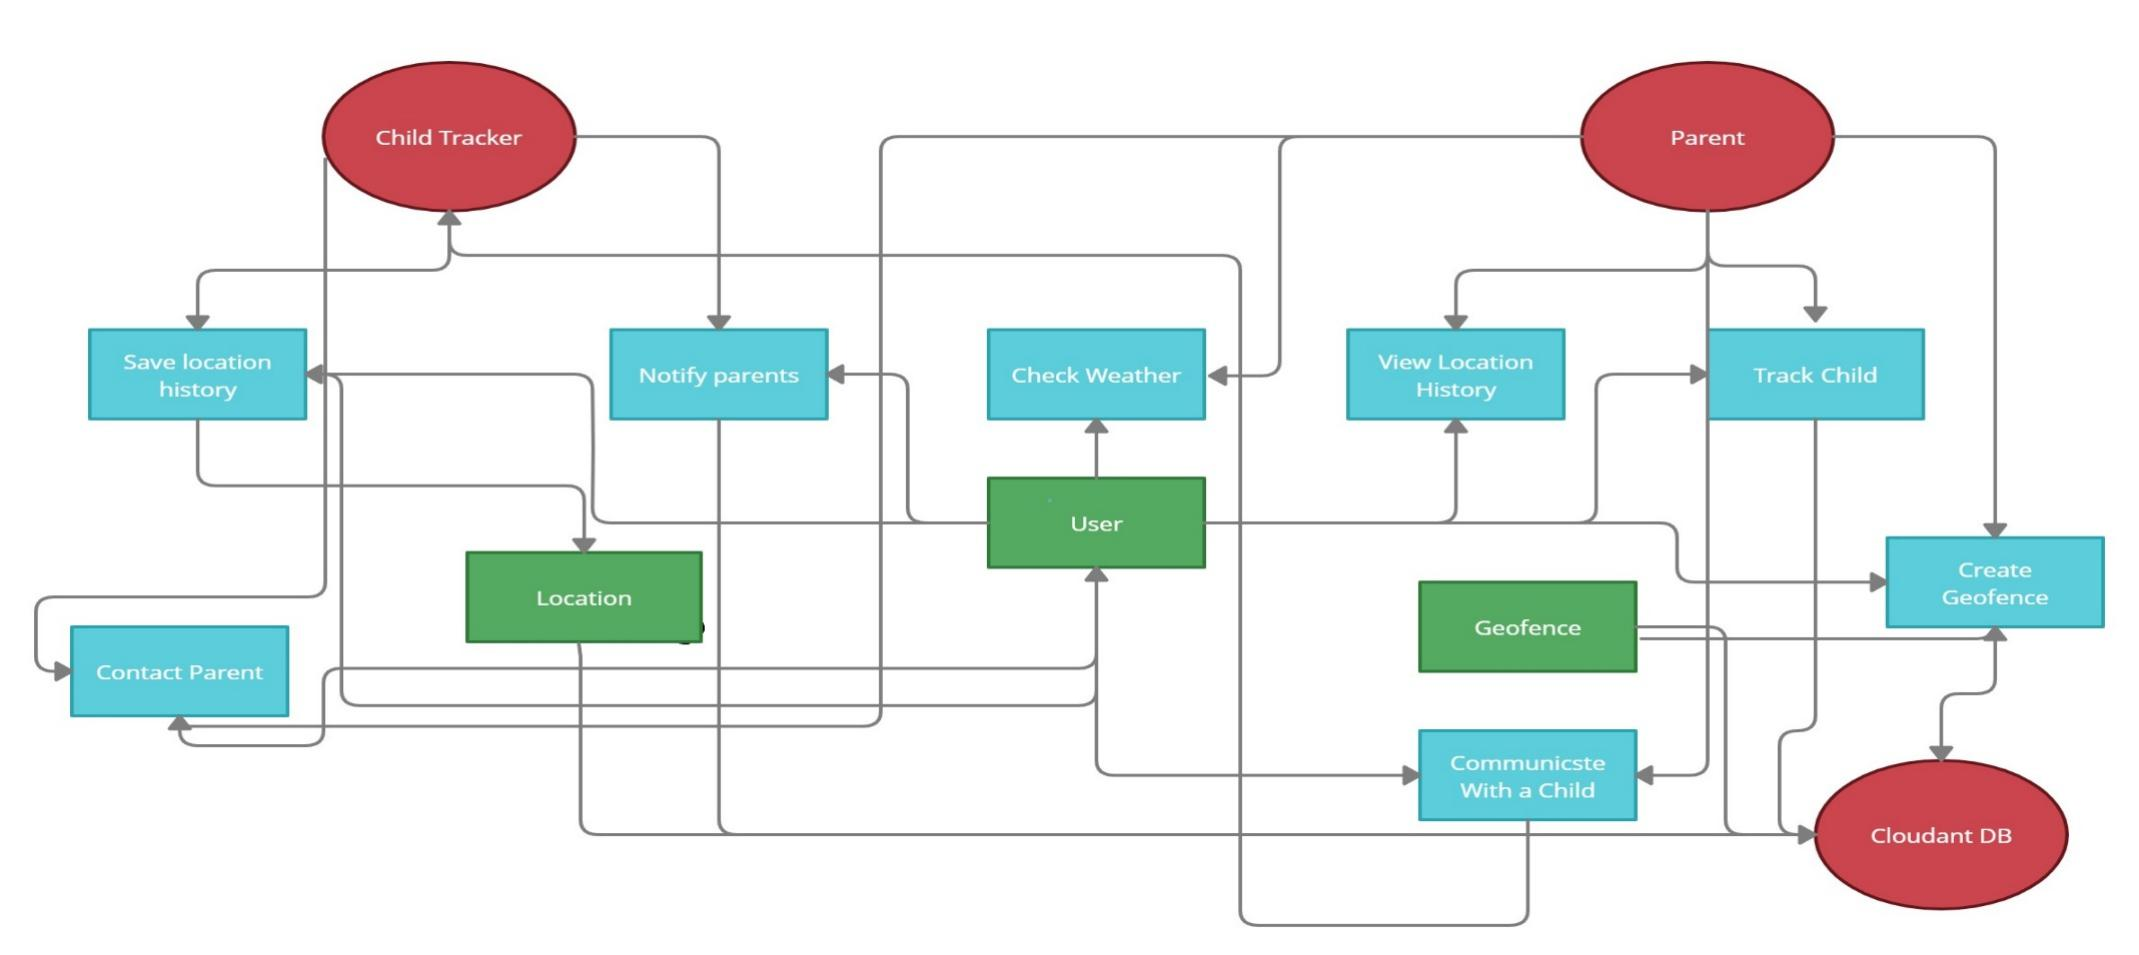 Child Tracker
Parent
Save location
history
Notify parents
Check Weather
View Location
History
Track Child
User
Location
Create
Geofence
Geofence
Contact Parent
Communicste
With a Child
Cloudant DB